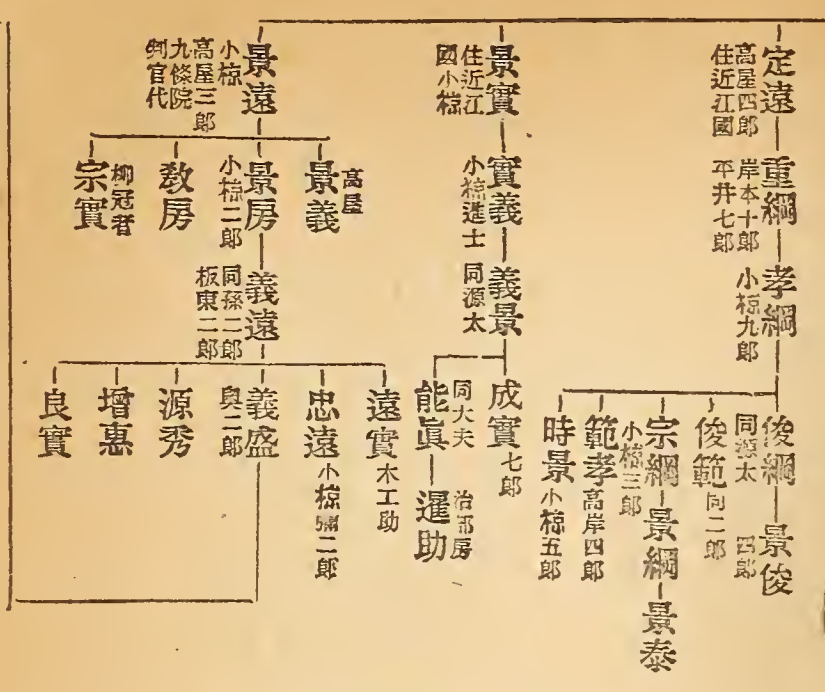 定遠
高屋四郎
住近江國
重綱
岸本十郎
平井七郎
孝綱
小椋九郎
俊綱
同源太
景俊
四郎
俊範
同二郎
宗綱
小椋三郎
景綱
景泰
範孝
高岸四郎
時景
小椋五郎
景實
住近江
國小椋
實義
小椋進士
義景
同源太
成實
七郎
能眞
同大夫
暹助
治部房
景遠
小椋
高屋三郎
九條院
判官代
景義
高屋
景房
小椋二郎
敎房
宗實
柳冠者
義遠
同孫二郎
板東二郎
遠實
木工助
忠遠
小椋彌二郎
義盛
與二郎
源秀
增惠
良實